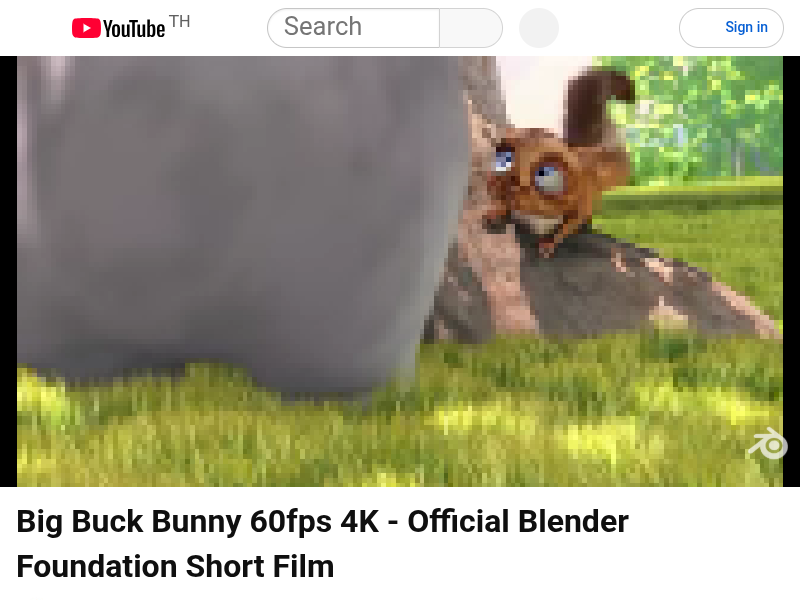 YouTube TH
Search
Sign in
Big Buck Bunny 60fps 4K - Official Blender
Foundation Short Film